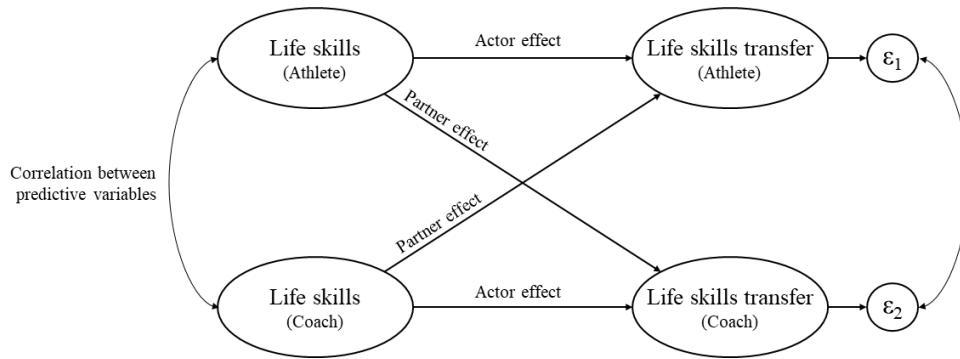 Life skills
(Athlete)
Actor effect
Life skills transfer
(Athlete)
ε1
Partner effect
Correlation between
predictive variables
Partner effect
Life skills
(Coach)
Actor effect
Life skills transfer
(Coach)
ε2